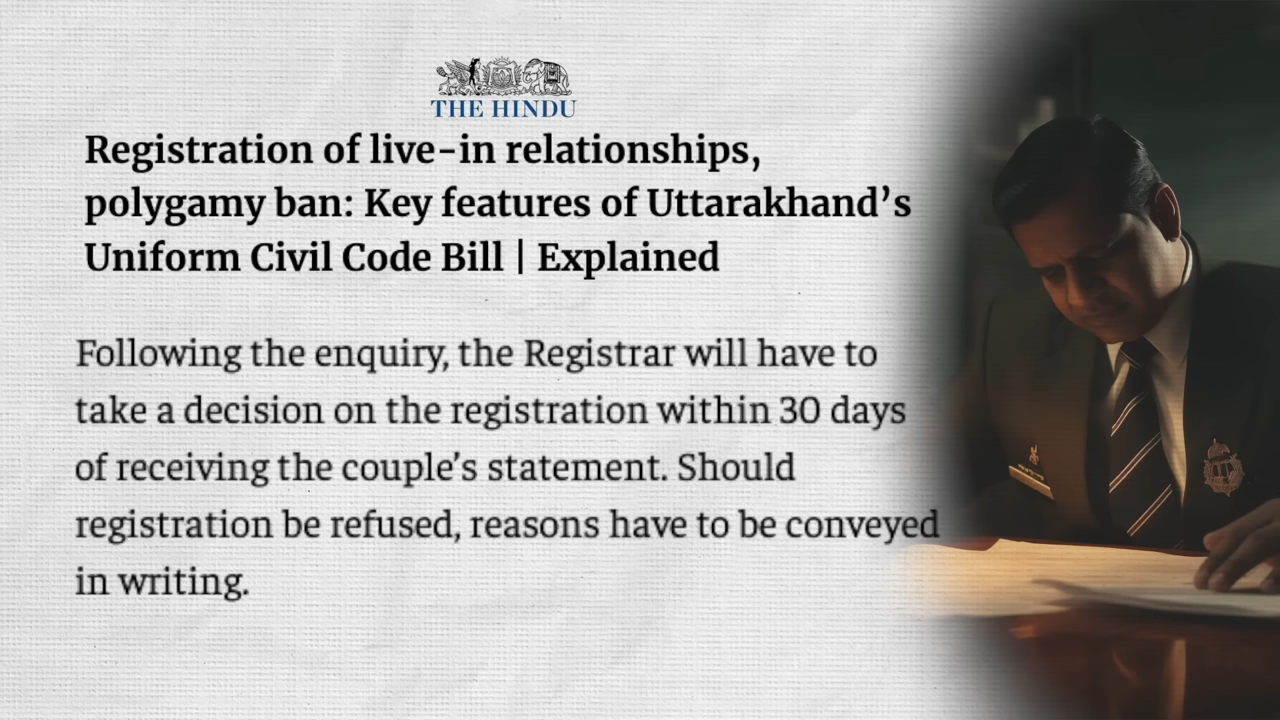 THE HINDU
Registration of live-in relationships,
polygamy ban: Key features of Uttarakhand’s
Uniform Civil Code Bill | Explained
Following the enquiry, the Registrar will have to
take a decision on the registration within 30 days
of receiving the couple’s statement. Should
registration be refused, reasons have to be conveyed
in writing.